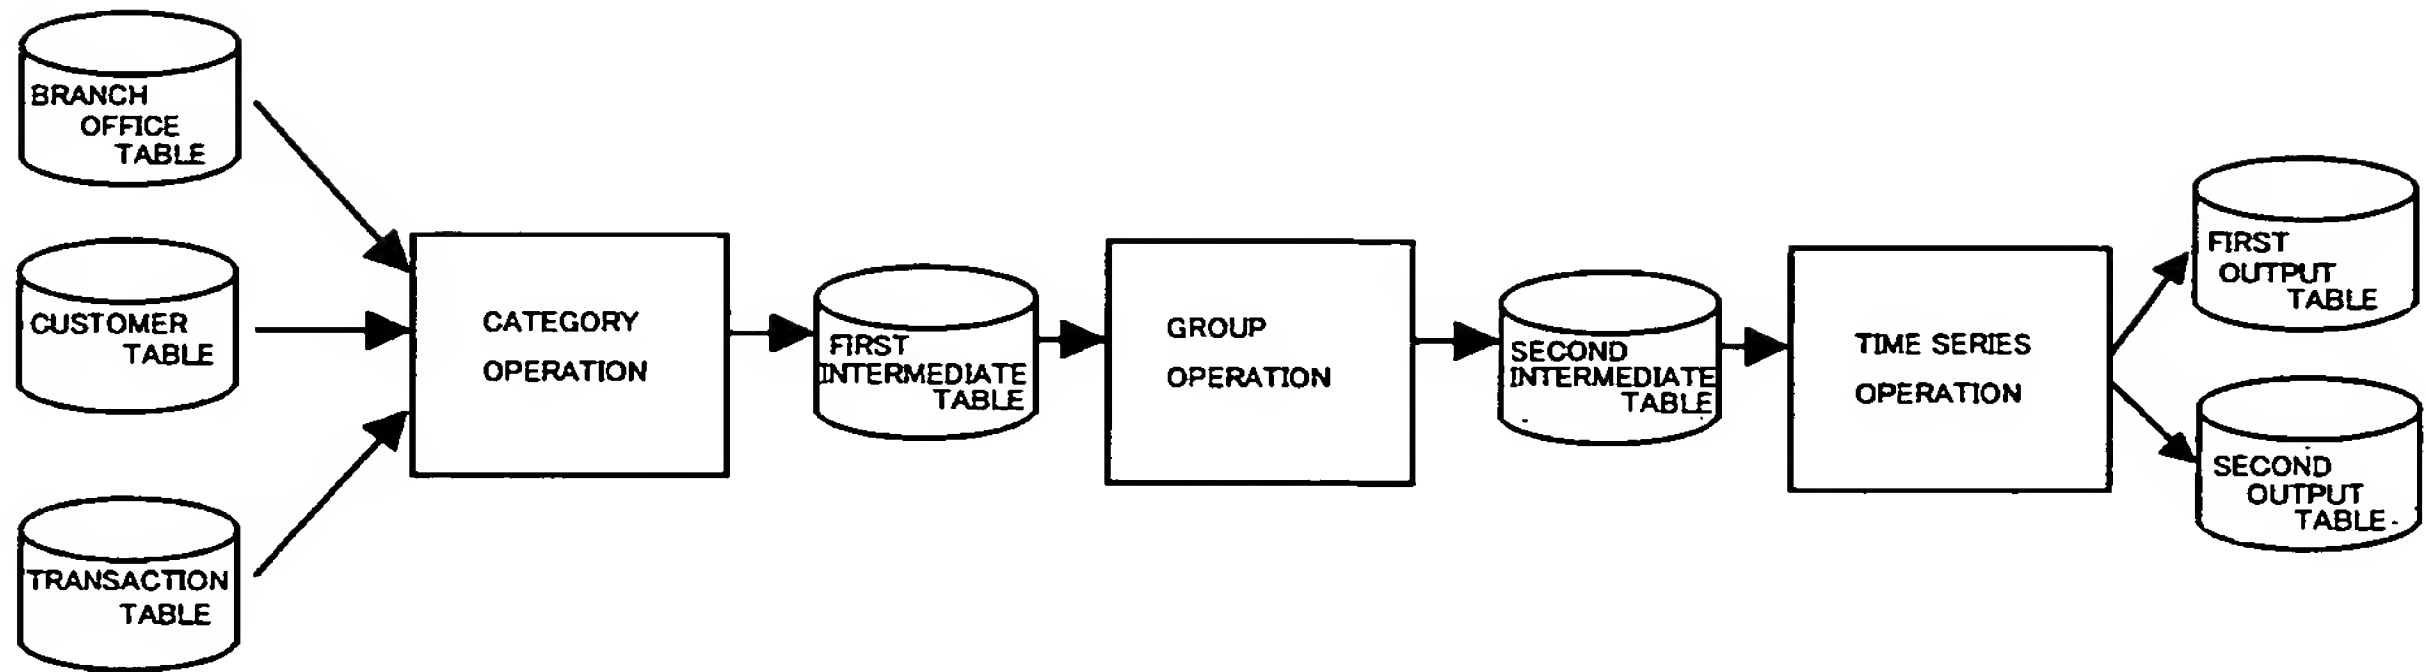 BRANCH
OFFICE
TABLE
CUSTOMER
TABLE
TRANSACTION
TABLE
CATEGORY
OPERATION
FIRST
INTERMEDIATE
TABLE
GROUP
OPERATION
SECOND
INTERMEDIATE
TABLE
TIME SERIES
OPERATION
FIRST
OUTPUT
TABLE
SECOND
OUTPUT
TABLE